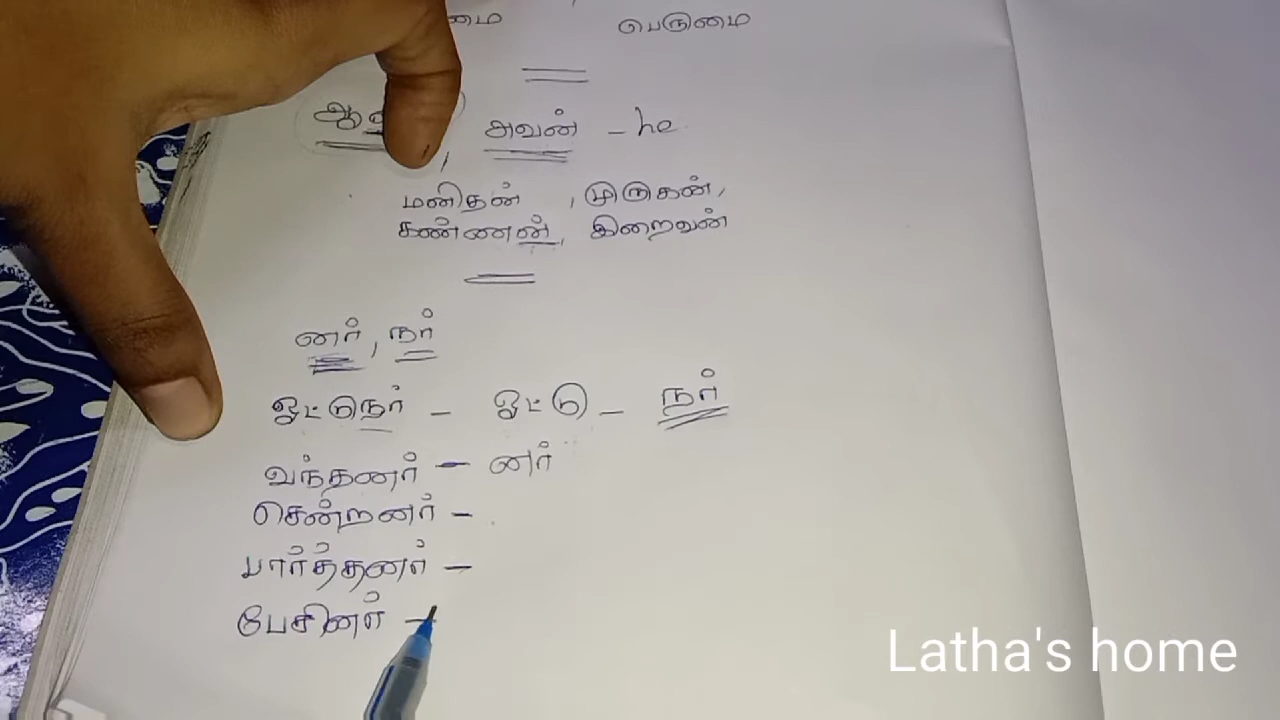 பெருமை
அவன் - he
மனிதன் , முருகன்,
கண்ணன், இறைவன்
னர் , நர்
ஓட்டுநர் - ஓட்டு - நர்
வந்தனர் - னர்
சென்றனர் -
பார்த்தனர் -
பேசினர் -
Latha's home